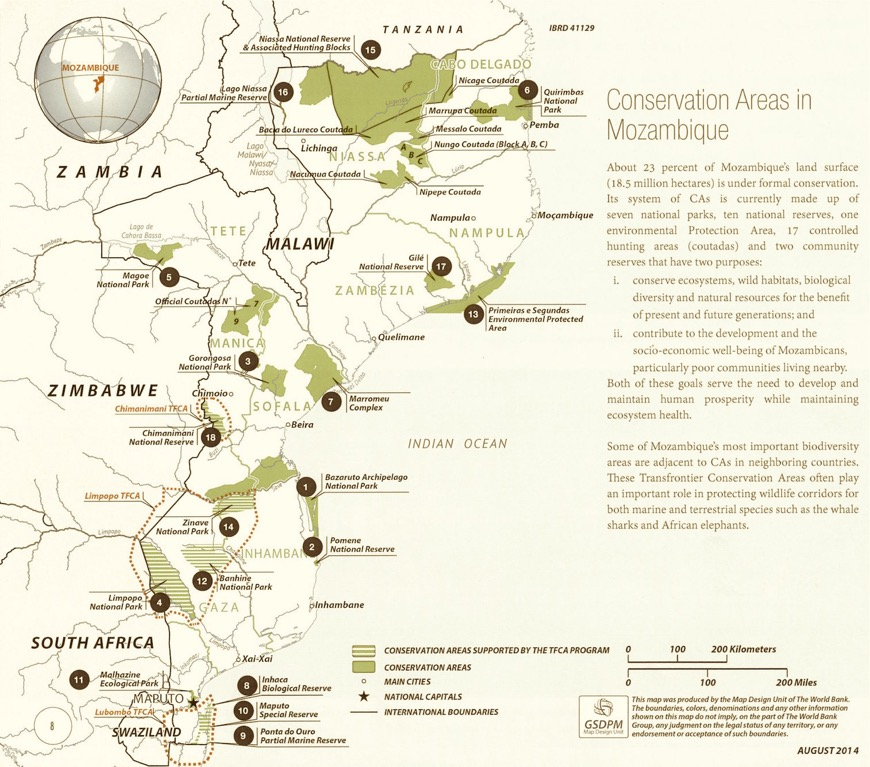 TANZANIA
IBRD 41129
Niassa National Reserve
& Associated Hunting Blocks
15
CABO DELGADO
MOZAMBIQUE
Nicage Coutada
Lago Niassa
Partial Marine Reserve
16
6
Quirimbas
National
Park
Marrupa Coutada
Pemba
Messalo Coutada
Baca do Lureco Coutada
Lichinga
Nungo Coutada (Block A, B, C)
A
B
C
Lago
Malawi/
Nyasa/
Niassa
NIASSA
Lúrio
ZAMBIA
Nacumua Coutada
Nipepe Coutada
Lago de
Cahora Bassa
TETE
Nampula
Moçambique
NAMPULA
MALAWI
Zambeze
Tete
Gilé
National Reserve
17
Magoe
National Park
5
ZAMBEZIA
Official Coutadas N°
7
9
13
Primeiras e Segundas
Environmental Protected
Area
Quelimane
MANICA
Gorongosa
National Park
3
ZIMBABWE
Chimoio
Chimanimani TFCA
SOFALA
7
Marromeu
Complex
Beira
Chimanimani
National Reserve
18
INDIAN OCEAN
Limpopo TFCA
1
Bazaruto Archipelago
National Park
Zinave
National Park
14
Limpopo
INHAMBAN
2
Pomene
National Reserve
12
Banhine
National Park
Limpopo
National Park
4
GAZA
Inhambane
SOUTH AFRICA
Limpopo
Xai-Xai
11
Malhazine
Ecological Park
8
Inhaca
Biological Reserve
MAPUTO
Lubombo TFCA
10
Maputo
Special Reserve
SWAZILAND
9
Ponta do Ouro
Partial Marine Reserve
8
CONSERVATION AREAS SUPPORTED BY THE TFCA PROGRAM
CONSERVATION AREAS
MAIN CITIES
NATIONAL CAPITALS
INTERNATIONAL BOUNDARIES
0 100 200 Kilometers
0 100 200 Miles
GSDPM
Map Design Unit
This map was produced by the Map Design Unit of The World Bank.
The boundaries, colors, denominations and any other information
shown on this map do not imply, on the part of The World Bank
Group, any judgment on the legal status of any territory, or any
endorsement or acceptance of such boundaries.
AUGUST 2014
Conservation Areas in
Mozambique
About 23 percent of Mozambique's land surface
(18.5 million hectares) is under formal conservation.
Its system of CAs is currently made up of
seven national parks, ten national reserves, one
environmental Protection Area, 17 controlled
hunting areas (coutadas) and two community
reserves that have two purposes:
i. conserve ecosystems, wild habitats, biological
diversity and natural resources for the benefit
of present and future generations; and
ii. contribute to the development and the
socio-economic well-being of Mozambicans,
particularly poor communities living nearby.
Both of these goals serve the need to develop and
maintain human prosperity while maintaining
ecosystem health.
Some of Mozambique's most important biodiversity
areas are adjacent to CAs in neighboring countries.
These Transfrontier Conservation Areas often play
an important role in protecting wildlife corridors for
both marine and terrestrial species such as the whale
sharks and African elephants.